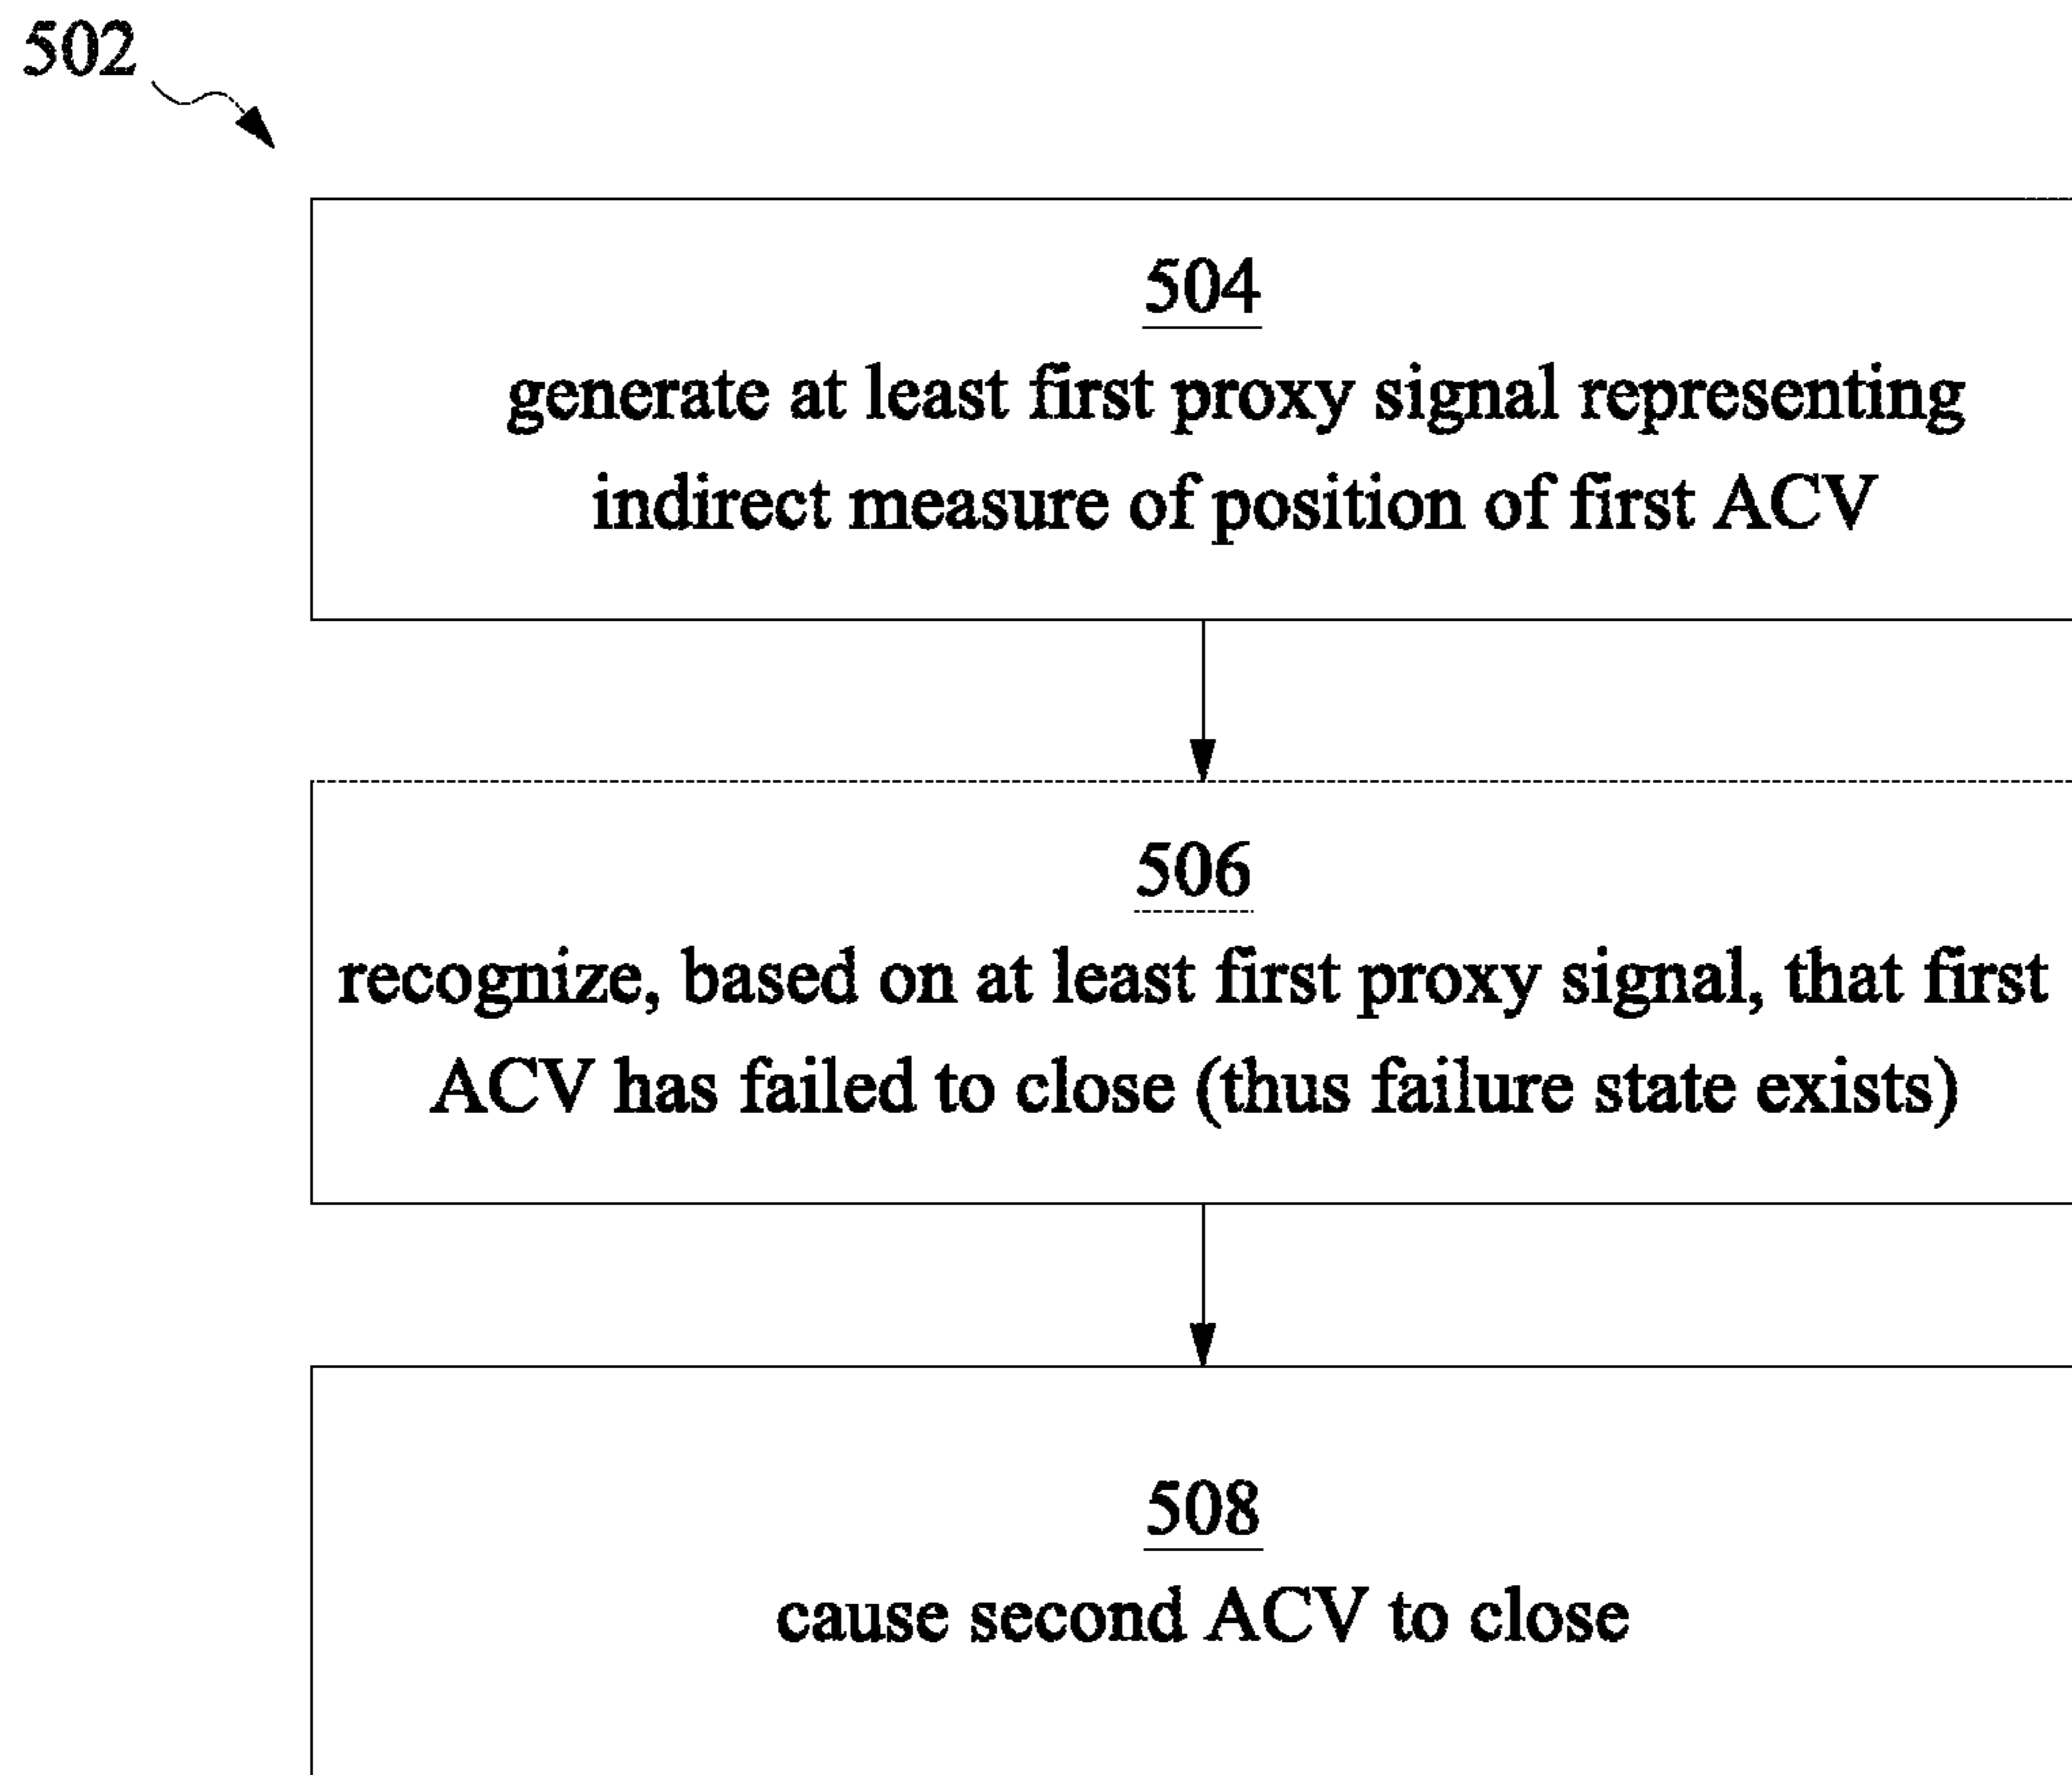 502
504
generate at least first proxy signal representing
indirect measure of position of first ACV
506
recognize, based on at least first proxy signal, that first
ACV has failed to close (thus failure state exists)
508
cause second ACV to close